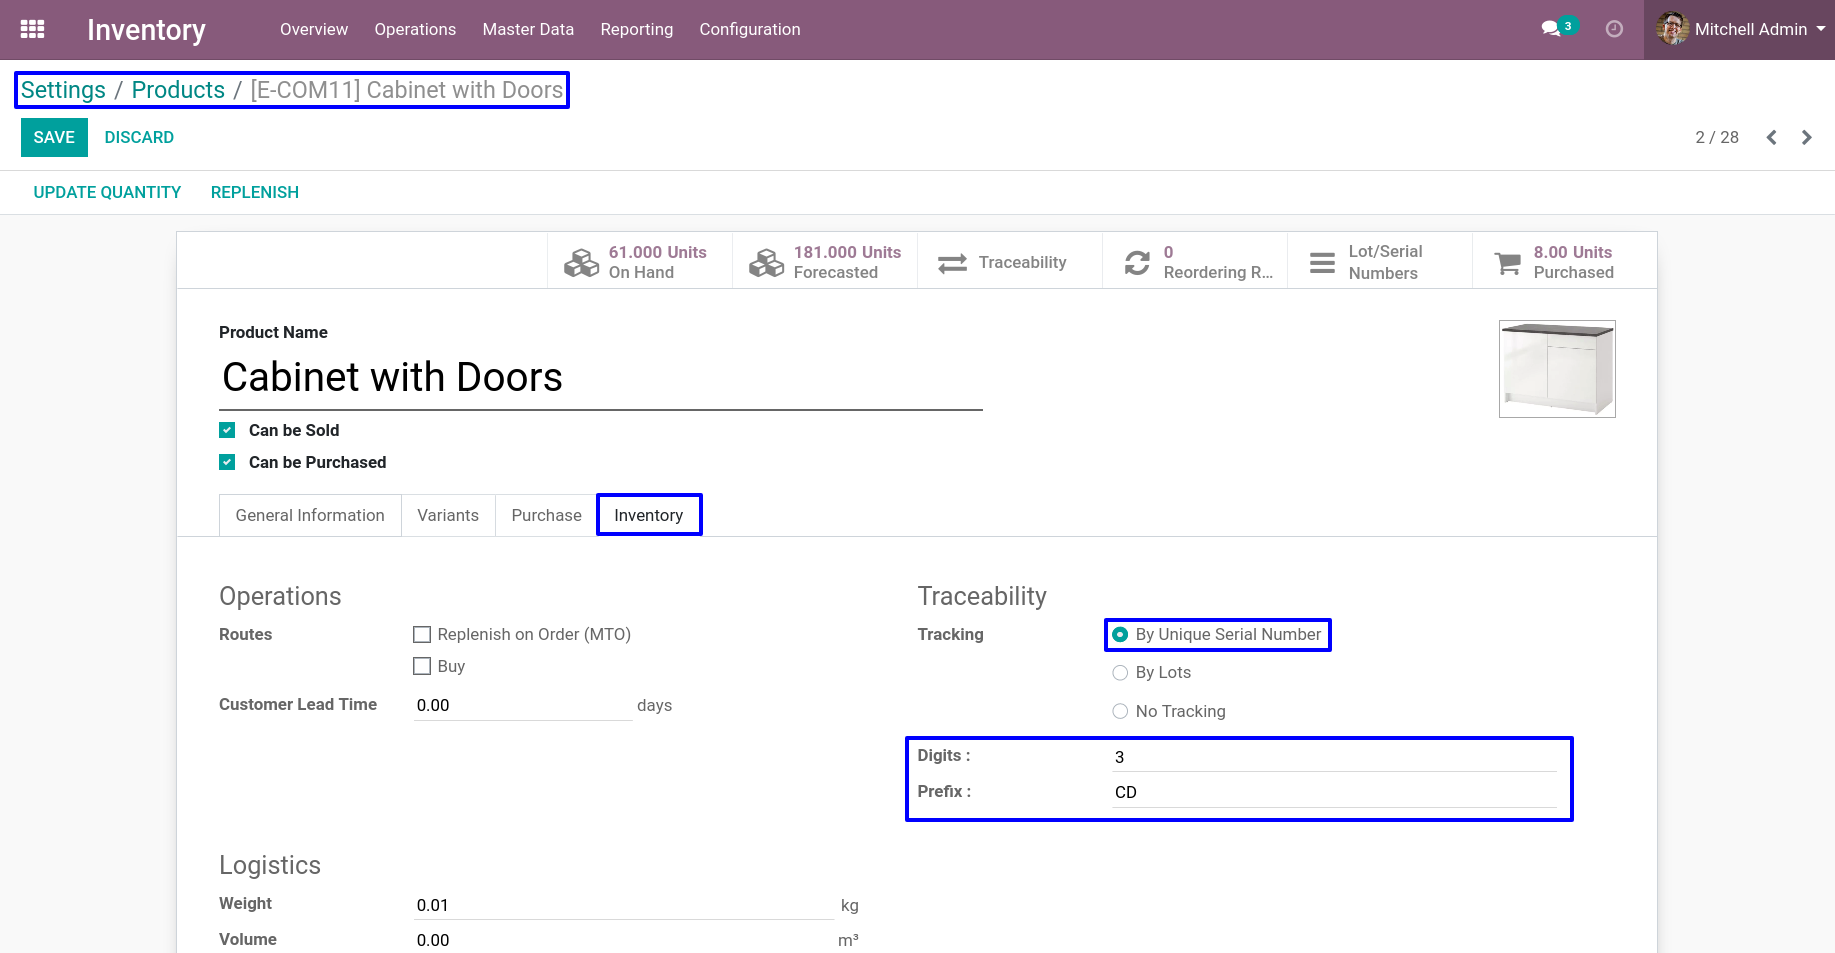 Inventory Overview Operations Master Data Reporting Configuration 3 Mitchell Admin
Settings / Products / [E-COM11] Cabinet with Doors
SAVE DISCARD 2 / 28
UPDATE QUANTITY REPLENISH
61.000 Units
On Hand
181.000 Units
Forecasted
Traceability
0
Reordering R...
Lot/Serial
Numbers
8.00 Units
Purchased
Product Name
Cabinet with Doors
Can be Sold
Can be Purchased
General Information Variants Purchase Inventory
Operations
Routes Replenish on Order (MTO)
Buy
Customer Lead Time 0.00 days
Traceability
Tracking By Unique Serial Number
By Lots
No Tracking
Digits : 3
Prefix : CD
Logistics
Weight 0.01 kg
Volume 0.00 m³